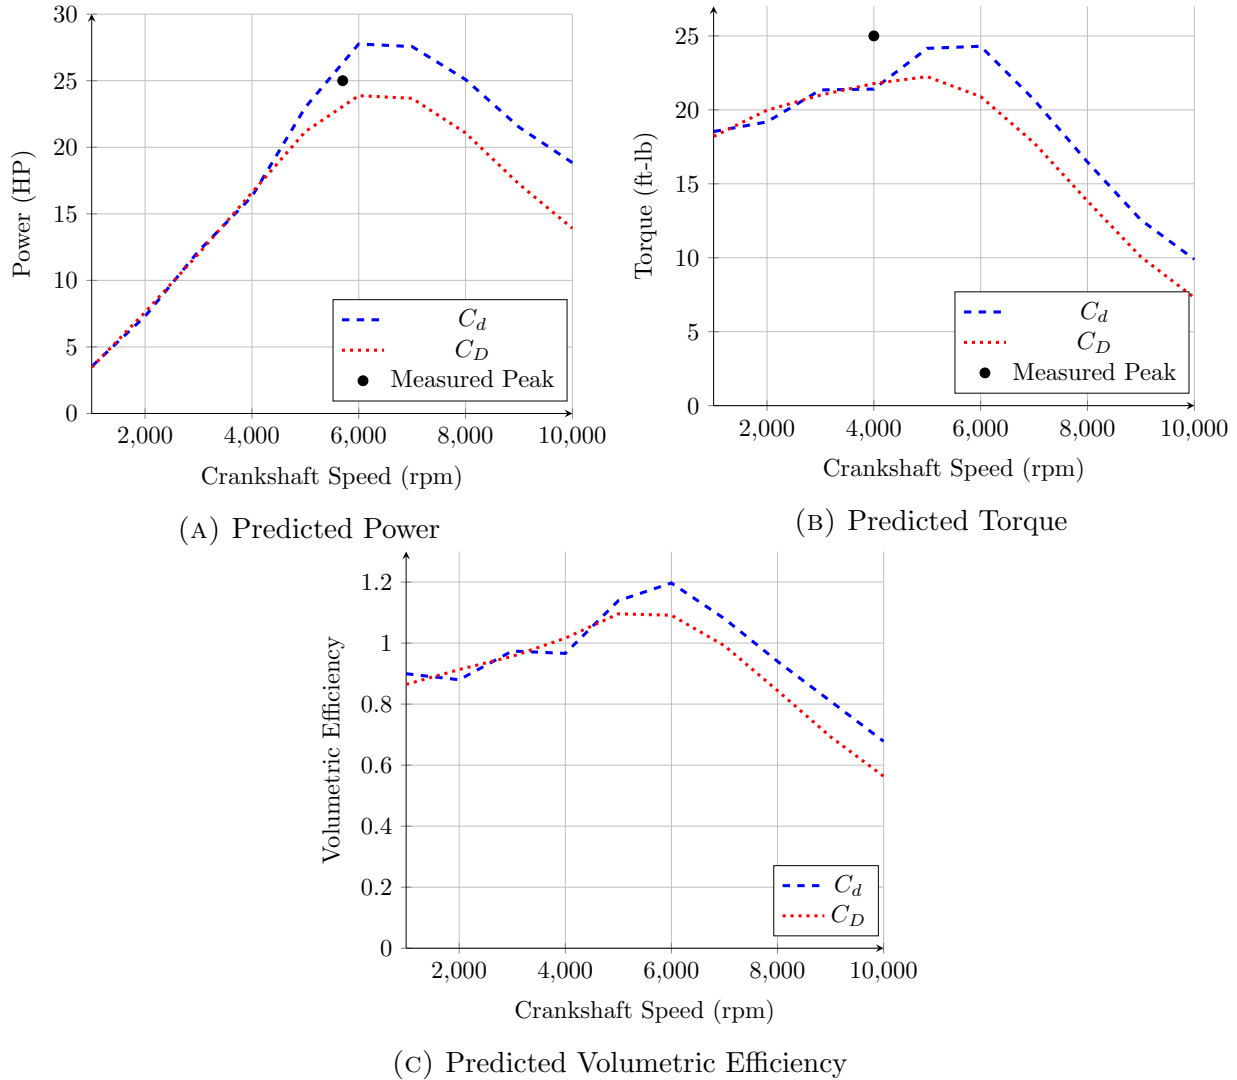 30
25
20
15
10
5
0
Power (HP)
2,000 4,000 6,000 8,000 10,000
Crankshaft Speed (rpm)
C_d
C_D
Measured Peak
(A) Predicted Power
25
20
15
10
5
0
Torque (ft-lb)
2,000 4,000 6,000 8,000 10,000
Crankshaft Speed (rpm)
C_d
C_D
Measured Peak
(B) Predicted Torque
1.2
1
0.8
0.6
0.4
0.2
0
Volumetric Efficiency
2,000 4,000 6,000 8,000 10,000
Crankshaft Speed (rpm)
C_d
C_D
(C) Predicted Volumetric Efficiency